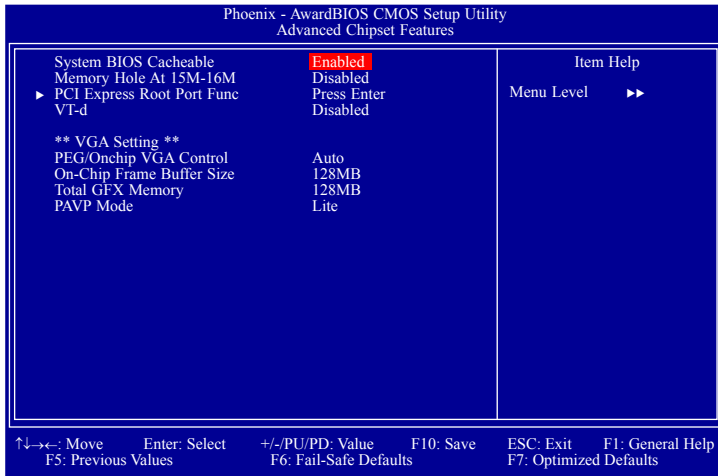 Phoenix - AwardBIOS CMOS Setup Utility
Advanced Chipset Features
System BIOS Cacheable Enabled
Memory Hole At 15M-16M Disabled
▶ PCI Express Root Port Func Press Enter
VT-d Disabled
** VGA Setting **
PEG/Onchip VGA Control Auto
On-Chip Frame Buffer Size 128MB
Total GFX Memory 128MB
PAVP Mode Lite
Item Help
Menu Level ▶▶
↑↓→←: Move Enter: Select +/-/PU/PD: Value F10: Save ESC: Exit F1: General Help
F5: Previous Values F6: Fail-Safe Defaults F7: Optimized Defaults